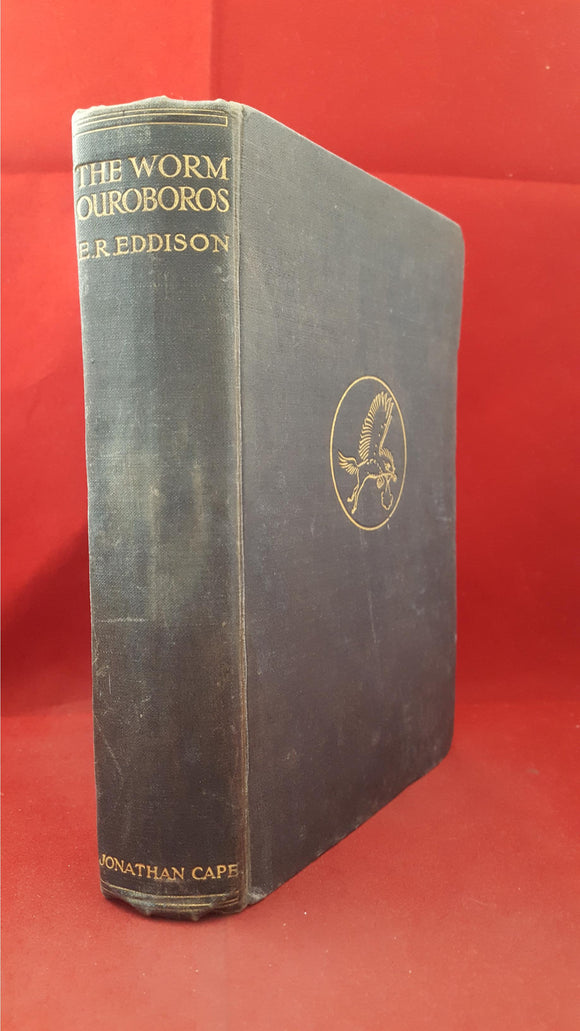 THE WORM
OUROBOROS
E.R.EDDISON
JONATHAN CAPE